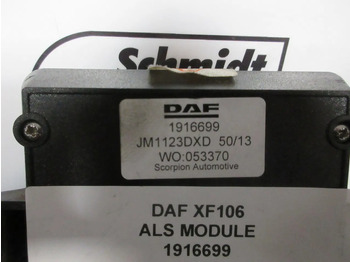 Schmidt
DAF
1916699
JM1123DXD 50/13
WO:053370
Scorpion Automotive
DAF XF106
ALS MODULE
1916699